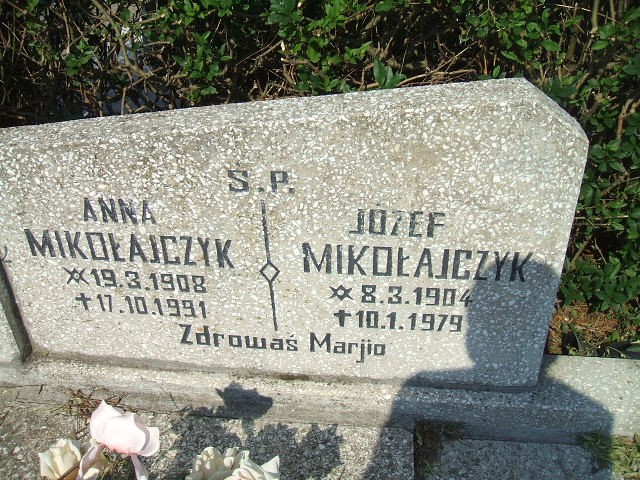 Ś.P.
ANNA
MIKOŁAJCZYK
19.3.1908
†17.10.1991
JÓZEF
MIKOŁAJCZYK
8.3.1904
†10.1.1979
Zdrowaś Marjio